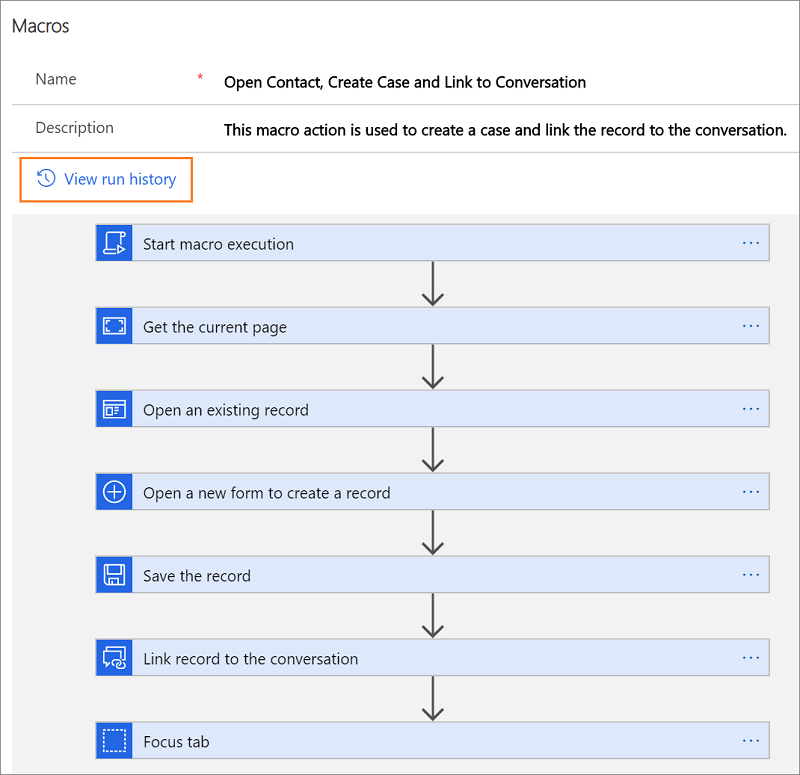 Macros
Name * Open Contact, Create Case and Link to Conversation
Description This macro action is used to create a case and link the record to the conversation.
View run history
Start macro execution ...
Get the current page ...
Open an existing record ...
Open a new form to create a record ...
Save the record ...
Link record to the conversation ...
Focus tab ...